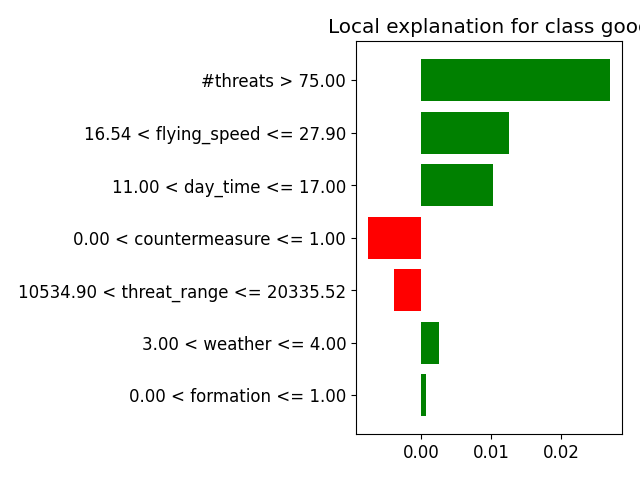 Local explanation for class good
#threats > 75.00
16.54 < flying_speed <= 27.90
11.00 < day_time <= 17.00
0.00 < countermeasure <= 1.00
10534.90 < threat_range <= 20335.52
3.00 < weather <= 4.00
0.00 < formation <= 1.00
0.00 0.01 0.02